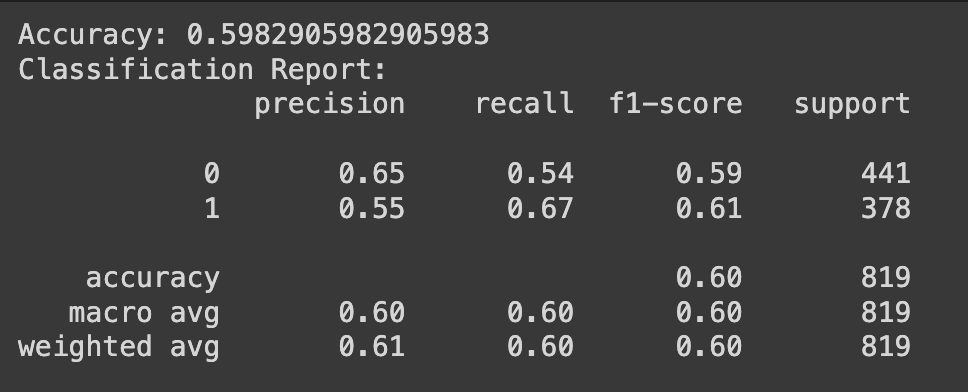 Accuracy: 0.5982905982905983
Classification Report:
precision recall f1-score support
0 0.65 0.54 0.59 441
1 0.55 0.67 0.61 378
accuracy 0.60 819
macro avg 0.60 0.60 0.60 819
weighted avg 0.61 0.60 0.60 819